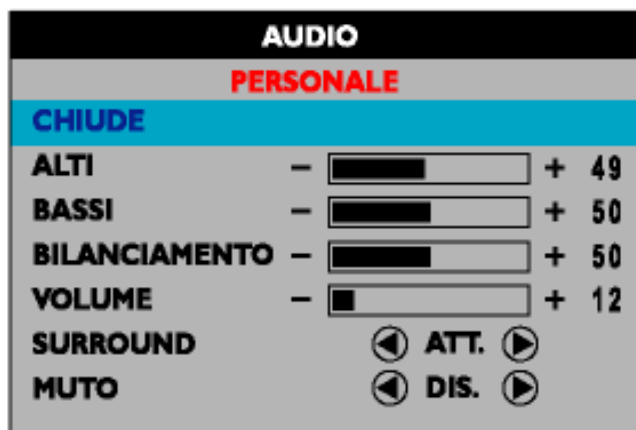 AUDIO
PERSONALE
CHIUDE
ALTI - + 49
BASSI - + 50
BILANCIAMENTO - + 50
VOLUME - + 12
SURROUND ATT.
MUTO DIS.